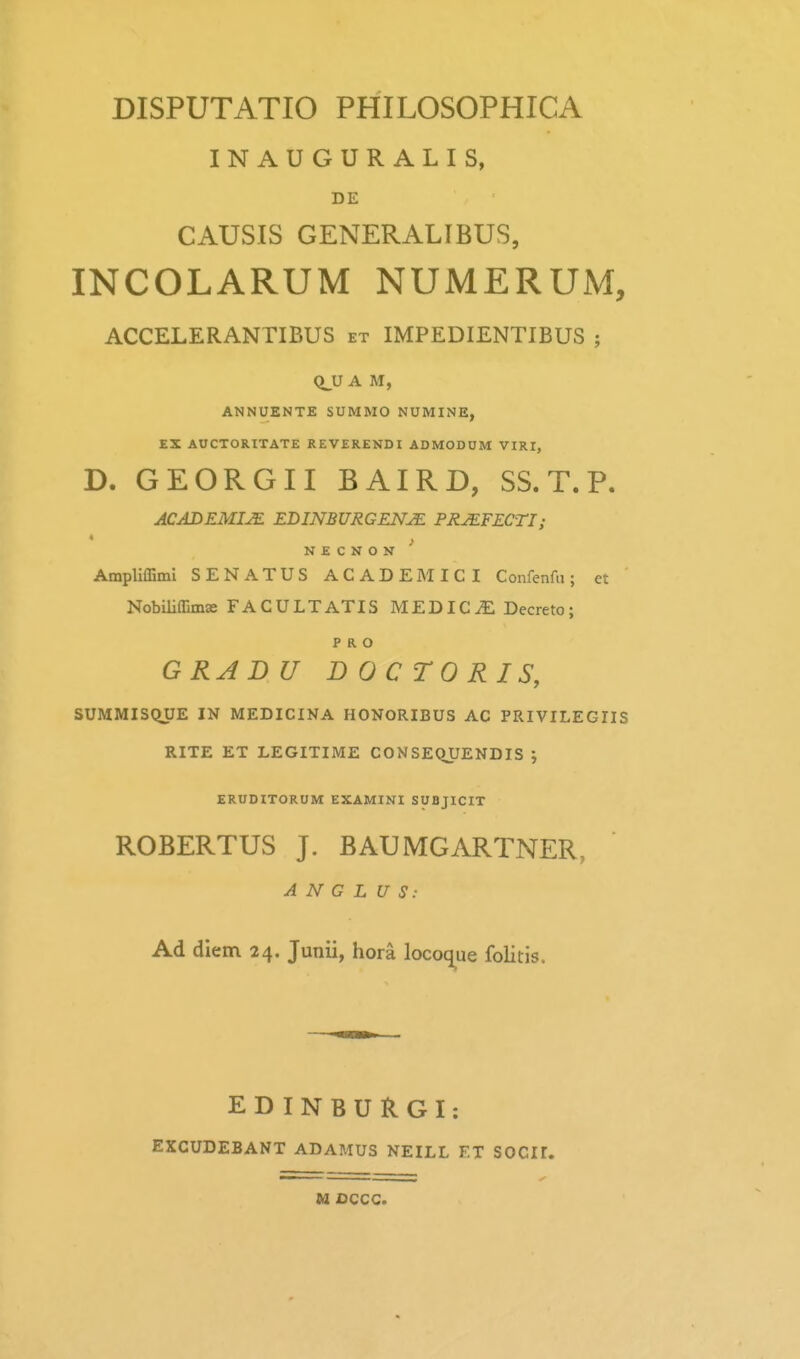 DISPUTATIO PHILOSOPHICA
INAUGURALIS,
DE
CAUSIS GENERALIBUS,
INCOLARUM NUMERUM,
ACCELERANTIBUS ET IMPEDIENTIBUS ;
QUAM,
ANNUENTE SUMMO NUMINE,
EX AUCTORITATE REVERENDI ADMODUM VIRI,
D. GEORGII BAIRD, SS. T. P.
ACADEMIÆ EDINBURGENÆ PRÆFECTI ;
NECNON
Ampliſſimi SENATUS ACADEMICI Conſenſu ; et
Nobiliſſimæ FACULTATIS MEDICÆ Decreto ;
PRO
GRADU DOCTORIS,
SUMMISQUE IN MEDICINA HONORIBUS AC PRIVILEGIIS
RITE ET LEGITIME CONSEQUENDIS ;
ERUDITORUM EXAMINI SUBJICIT
ROBERTUS J. BAUMGARTNER,
ANGLUS:
Ad diem 24. Junii, horâ locoque ſolitis.
EDINBURGI:
EXCUDEBANT ADAMUS NEILL ET SOCII.
M DCCC.